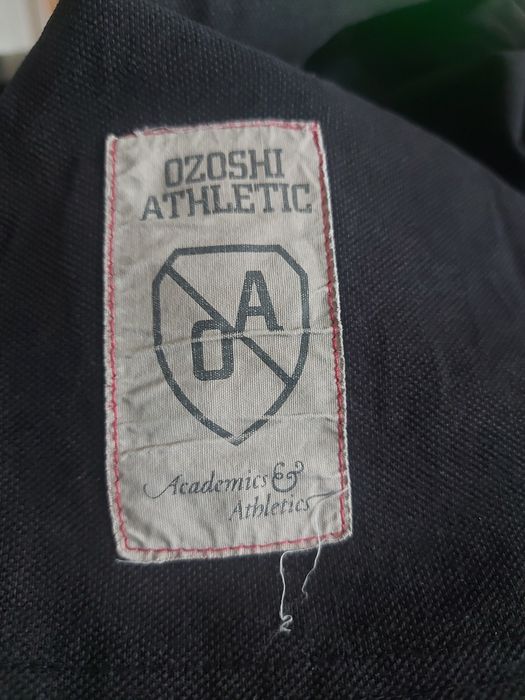 OZOSHI
ATHLETIC
OA
Academics &
Athletics